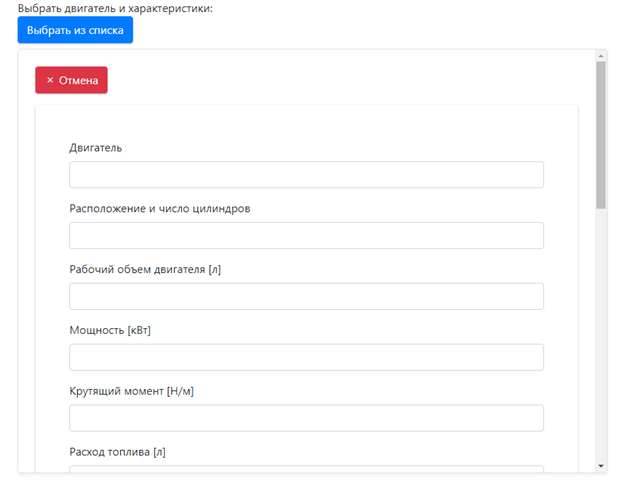 Выбрать двигатель и характеристики:
Выбрать из списка
× Отмена
Двигатель
Расположение и число цилиндров
Рабочий объем двигателя [л]
Мощность [кВт]
Крутящий момент [Н/м]
Расход топлива [л]